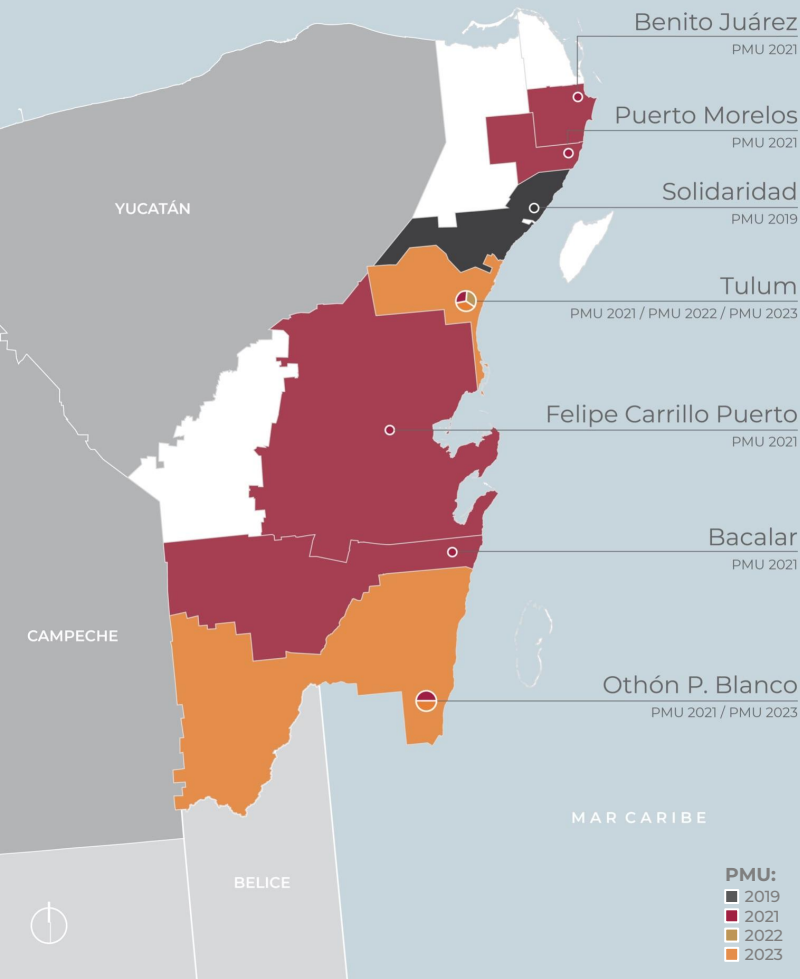 Benito Juárez
PMU 2021
Puerto Morelos
PMU 2021
Solidaridad
PMU 2019
YUCATÁN
Tulum
PMU 2021 / PMU 2022 / PMU 2023
Felipe Carrillo Puerto
PMU 2021
Bacalar
PMU 2021
CAMPECHE
Othón P. Blanco
PMU 2021 / PMU 2023
MAR CARIBE
BELICE
PMU:
2019
2021
2022
2023